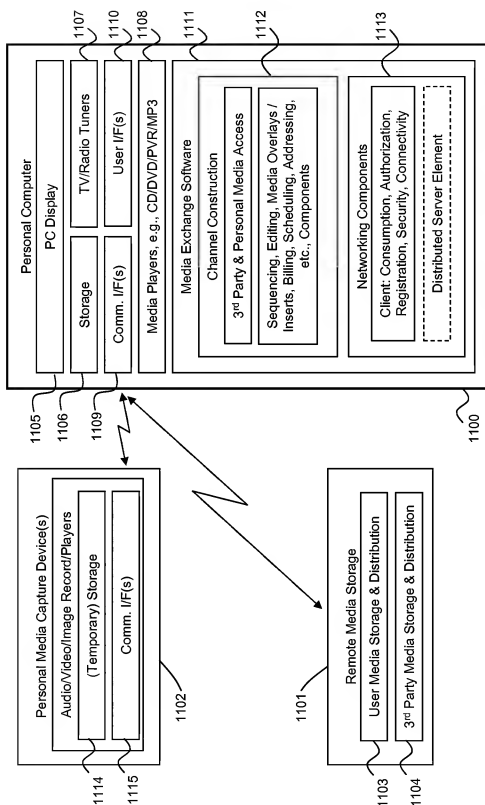 Personal Computer
PC Display
Storage
TV/Radio Tuners
Comm. I/F(s)
User I/F(s)
Media Players, e.g., CD/DVD/PVR/MP3
Media Exchange Software
Channel Construction
3rd Party & Personal Media Access
Sequencing, Editing, Media Overlays /
Inserts, Billing, Scheduling, Addressing,
etc., Components
Networking Components
Client: Consumption, Authorization,
Registration, Security, Connectivity
Distributed Server Element
1105
1106
1109
1107
1110
1108
1111
1112
1113
1100
Personal Media Capture Device(s)
Audio/Video/Image Record/Players
(Temporary) Storage
Comm. I/F(s)
1114
1115
1102
Remote Media Storage
User Media Storage & Distribution
3rd Party Media Storage & Distribution
1101
1103
1104